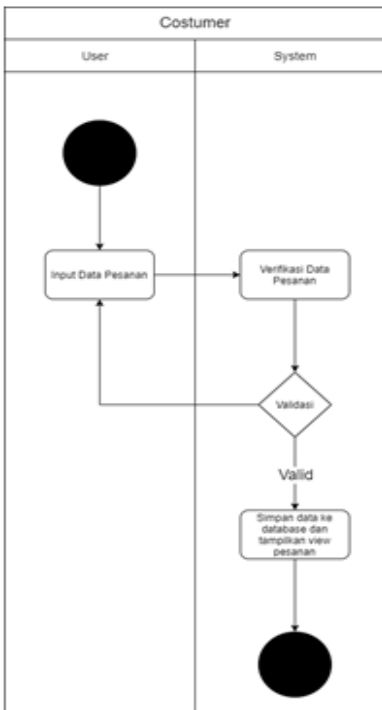 Costumer
User
System
Input Data Pesanan
Verifikasi Data
Pesanan
Validasi
Valid
Simpan data ke
database dan
tampilkan view
pesanan